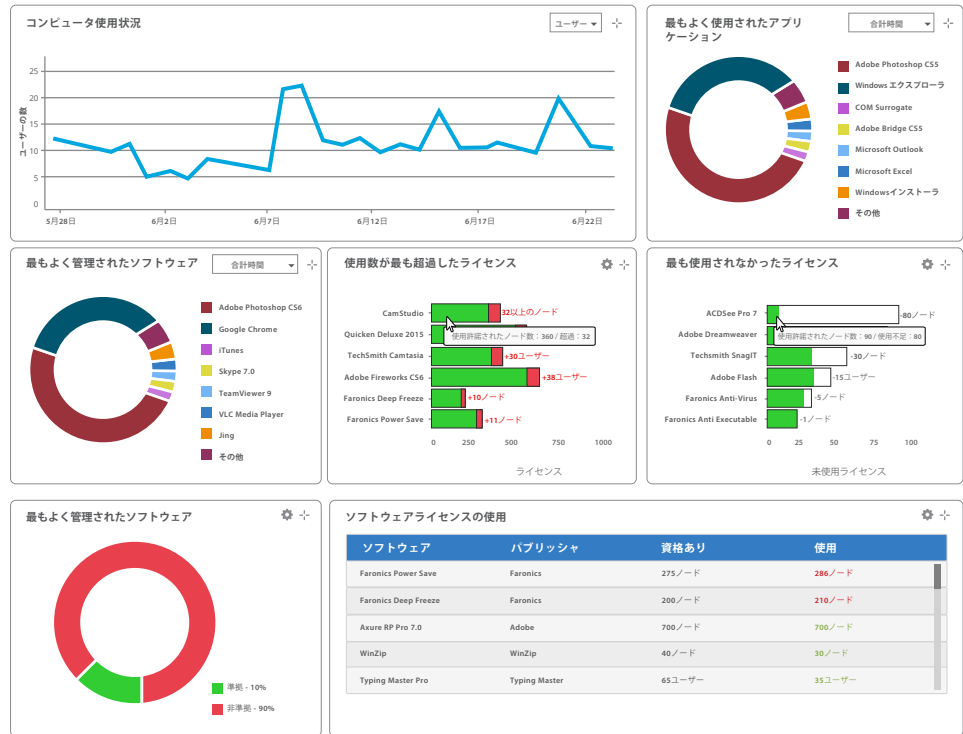 コンピュータ使用状況
ユーザー
ユーザーの数
25
20
15
10
5
0
5月28日
6月2日
6月7日
6月12日
6月17日
6月22日
最もよく使用されたアプリ
ケーション
合計時間
Adobe Photoshop CS5
Windows エクスプローラ
COM Surrogate
Adobe Bridge CS5
Microsoft Outlook
Microsoft Excel
Windowsインストーラ
その他
最もよく管理されたソフトウェア
合計時間
Adobe Photoshop CS6
Google Chrome
iTunes
Skype 7.0
TeamViewer 9
VLC Media Player
Jing
その他
使用数が最も超過したライセンス
CamStudio
32以上のノード
Quicken Deluxe 2015
使用許諾されたノード数：360 / 超過：32
TechSmith Camtasia
+30ユーザー
Adobe Fireworks CS6
+38ユーザー
Faronics Deep Freeze
+10ノード
Faronics Power Save
+11ノード
0
250
500
750
1000
ライセンス
最も使用されなかったライセンス
ACDSee Pro 7
-80ノード
Adobe Dreamweaver
使用許諾されたノード数：90 / 使用不足：80
Techsmith SnagIT
-30ノード
Adobe Flash
-15ユーザー
Faronics Anti-Virus
-5ノード
Faronics Anti Executable
-1ノード
0
25
50
75
100
未使用ライセンス
最もよく管理されたソフトウェア
準拠 - 10%
非準拠 - 90%
ソフトウェアライセンスの使用
ソフトウェア パブリッシャ 資格あり 使用
Faronics Power Save Faronics 275ノード 286ノード
Faronics Deep Freeze Faronics 200ノード 210ノード
Axure RP Pro 7.0 Adobe 700ノード 700ノード
WinZip WinZip 40ノード 30ノード
Typing Master Pro Typing Master 65ユーザー 35ユーザー